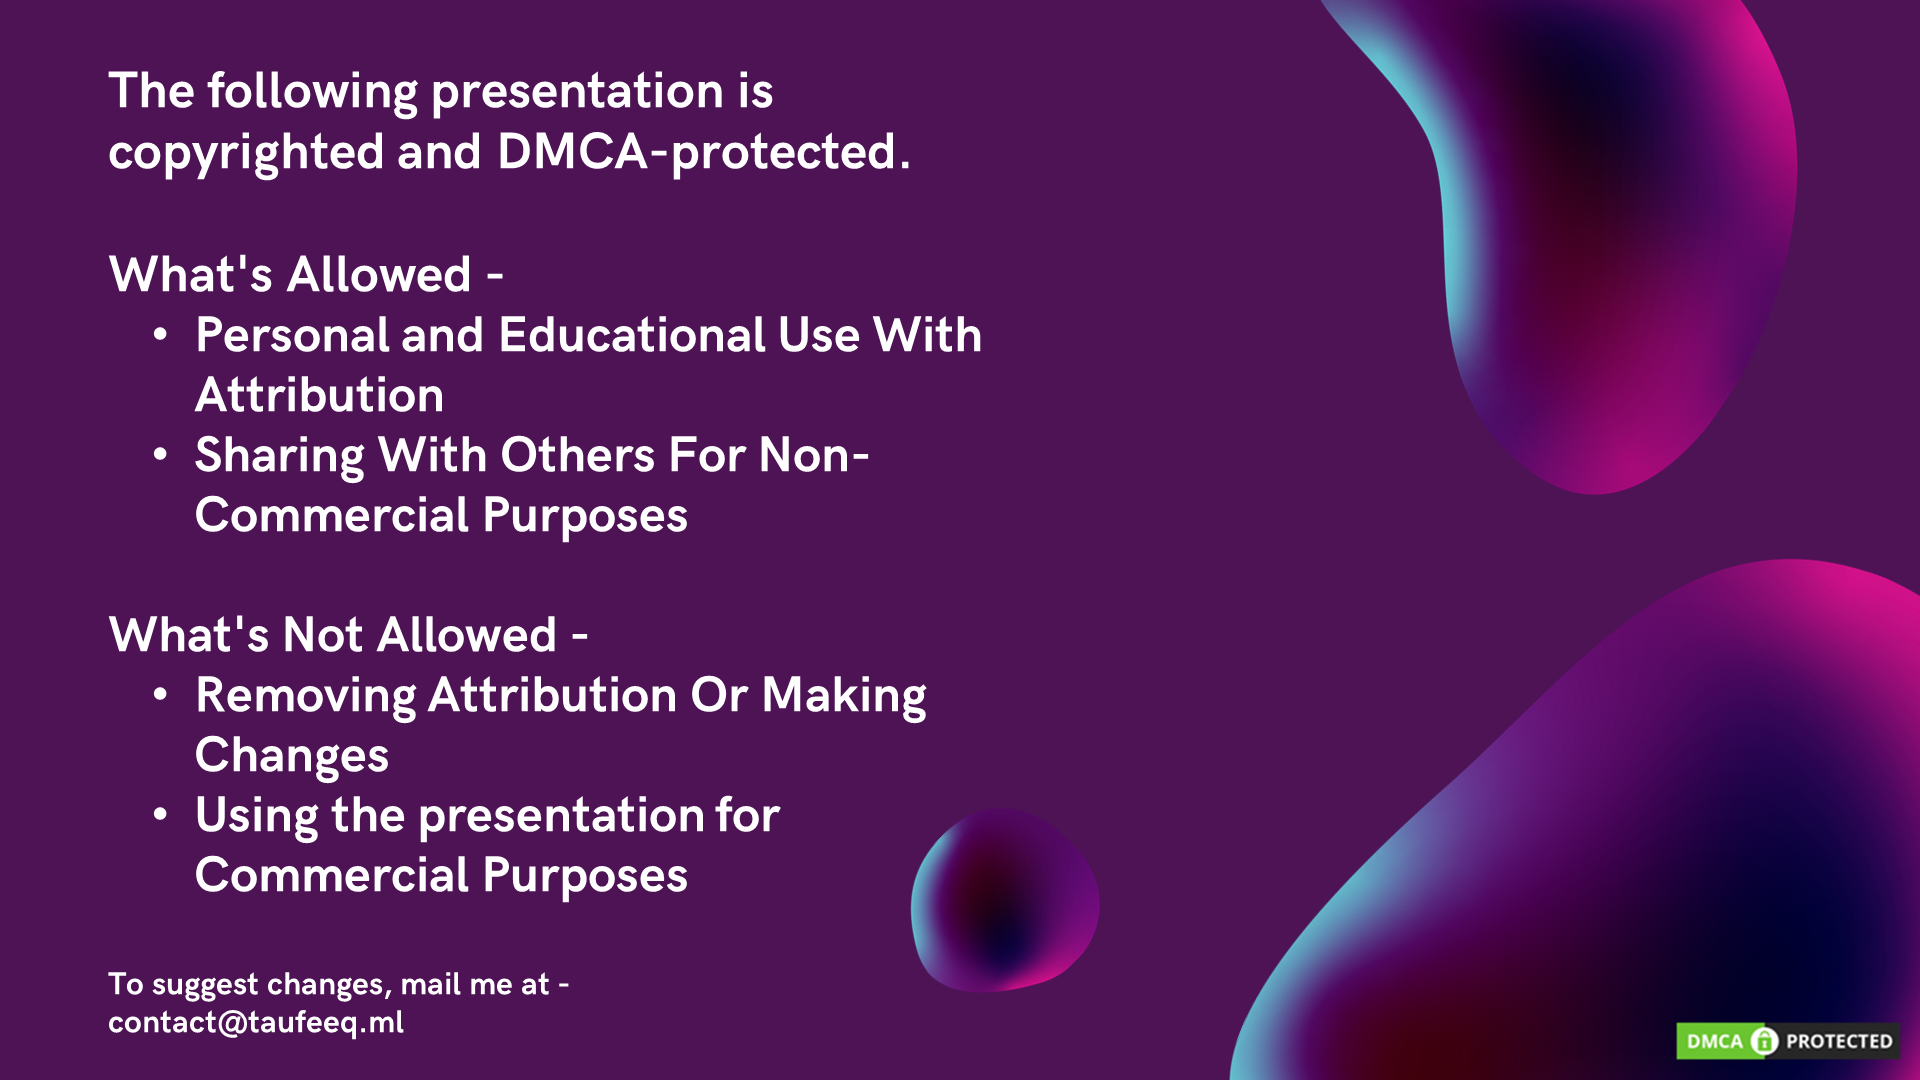 The following presentation is
copyrighted and DMCA-protected.
What's Allowed -
• Personal and Educational Use With
Attribution
• Sharing With Others For Non-
Commercial Purposes
What's Not Allowed -
• Removing Attribution Or Making
Changes
• Using the presentation for
Commercial Purposes
To suggest changes, mail me at -
contact@taufeeq.ml
DMCA PROTECTED